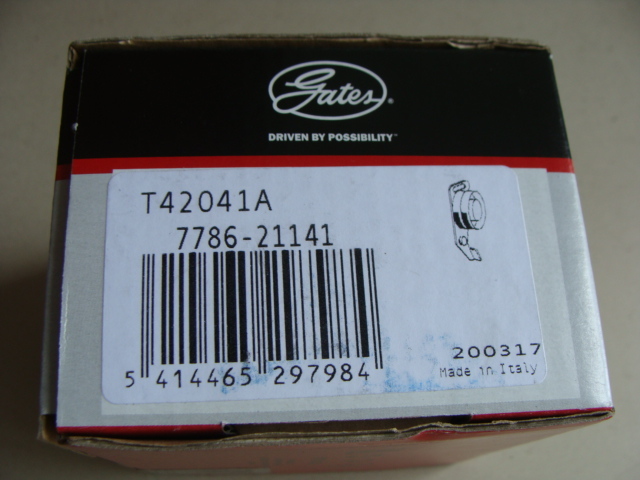 Gates®
DRIVEN BY POSSIBILITY™
T42041A
7786-21141
5 414465 297984
200317
Made in Italy